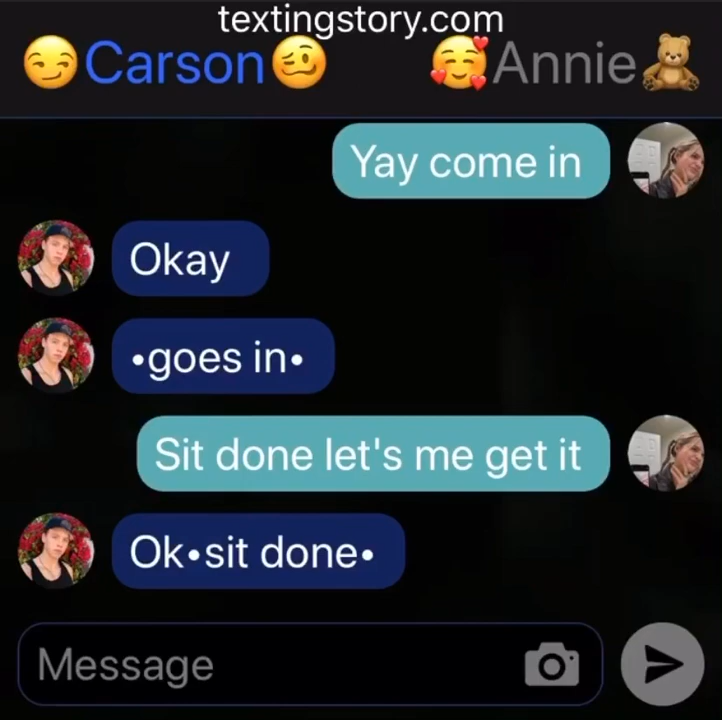 textingstory.com
😏Carson🥴 🥰Annie🧸
Yay come in
Okay
•goes in•
Sit done let's me get it
Ok•sit done•
Message